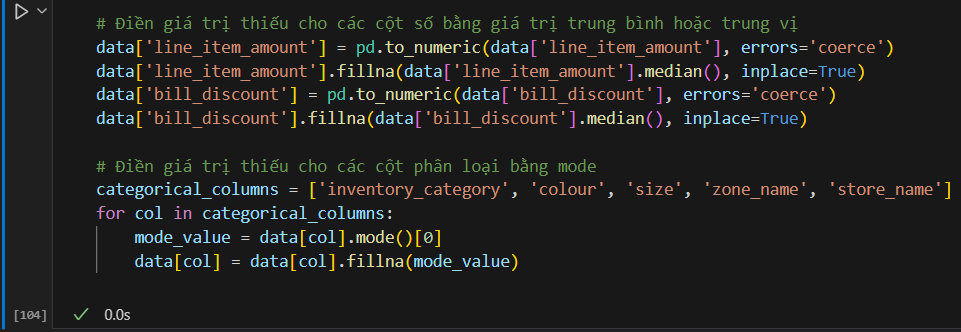 # Điền giá trị thiếu cho các cột số bằng giá trị trung bình hoặc trung vị
data['line_item_amount'] = pd.to_numeric(data['line_item_amount'], errors='coerce')
data['line_item_amount'].fillna(data['line_item_amount'].median(), inplace=True)
data['bill_discount'] = pd.to_numeric(data['bill_discount'], errors='coerce')
data['bill_discount'].fillna(data['bill_discount'].median(), inplace=True)
# Điền giá trị thiếu cho các cột phân loại bằng mode
categorical_columns = ['inventory_category', 'colour', 'size', 'zone_name', 'store_name']
for col in categorical_columns:
    mode_value = data[col].mode()[0]
    data[col] = data[col].fillna(mode_value)
[104] 0.0s